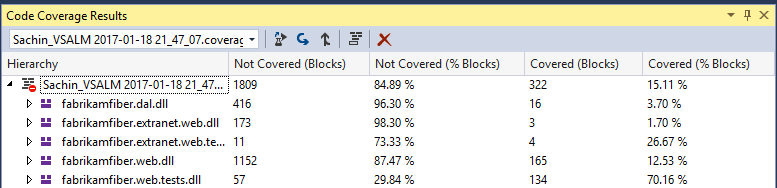 Code Coverage Results
Sachin_VSALM 2017-01-18 21_47_07.coverag
Hierarchy Not Covered (Blocks) Not Covered (% Blocks) Covered (Blocks) Covered (% Blocks)
Sachin_VSALM 2017-01-18 21_47... 1809 84.89 % 322 15.11 %
fabrikamfiber.dal.dll 416 96.30 % 16 3.70 %
fabrikamfiber.extranet.web.dll 173 98.30 % 3 1.70 %
fabrikamfiber.extranet.web.te... 11 73.33 % 4 26.67 %
fabrikamfiber.web.dll 1152 87.47 % 165 12.53 %
fabrikamfiber.web.tests.dll 57 29.84 % 134 70.16 %